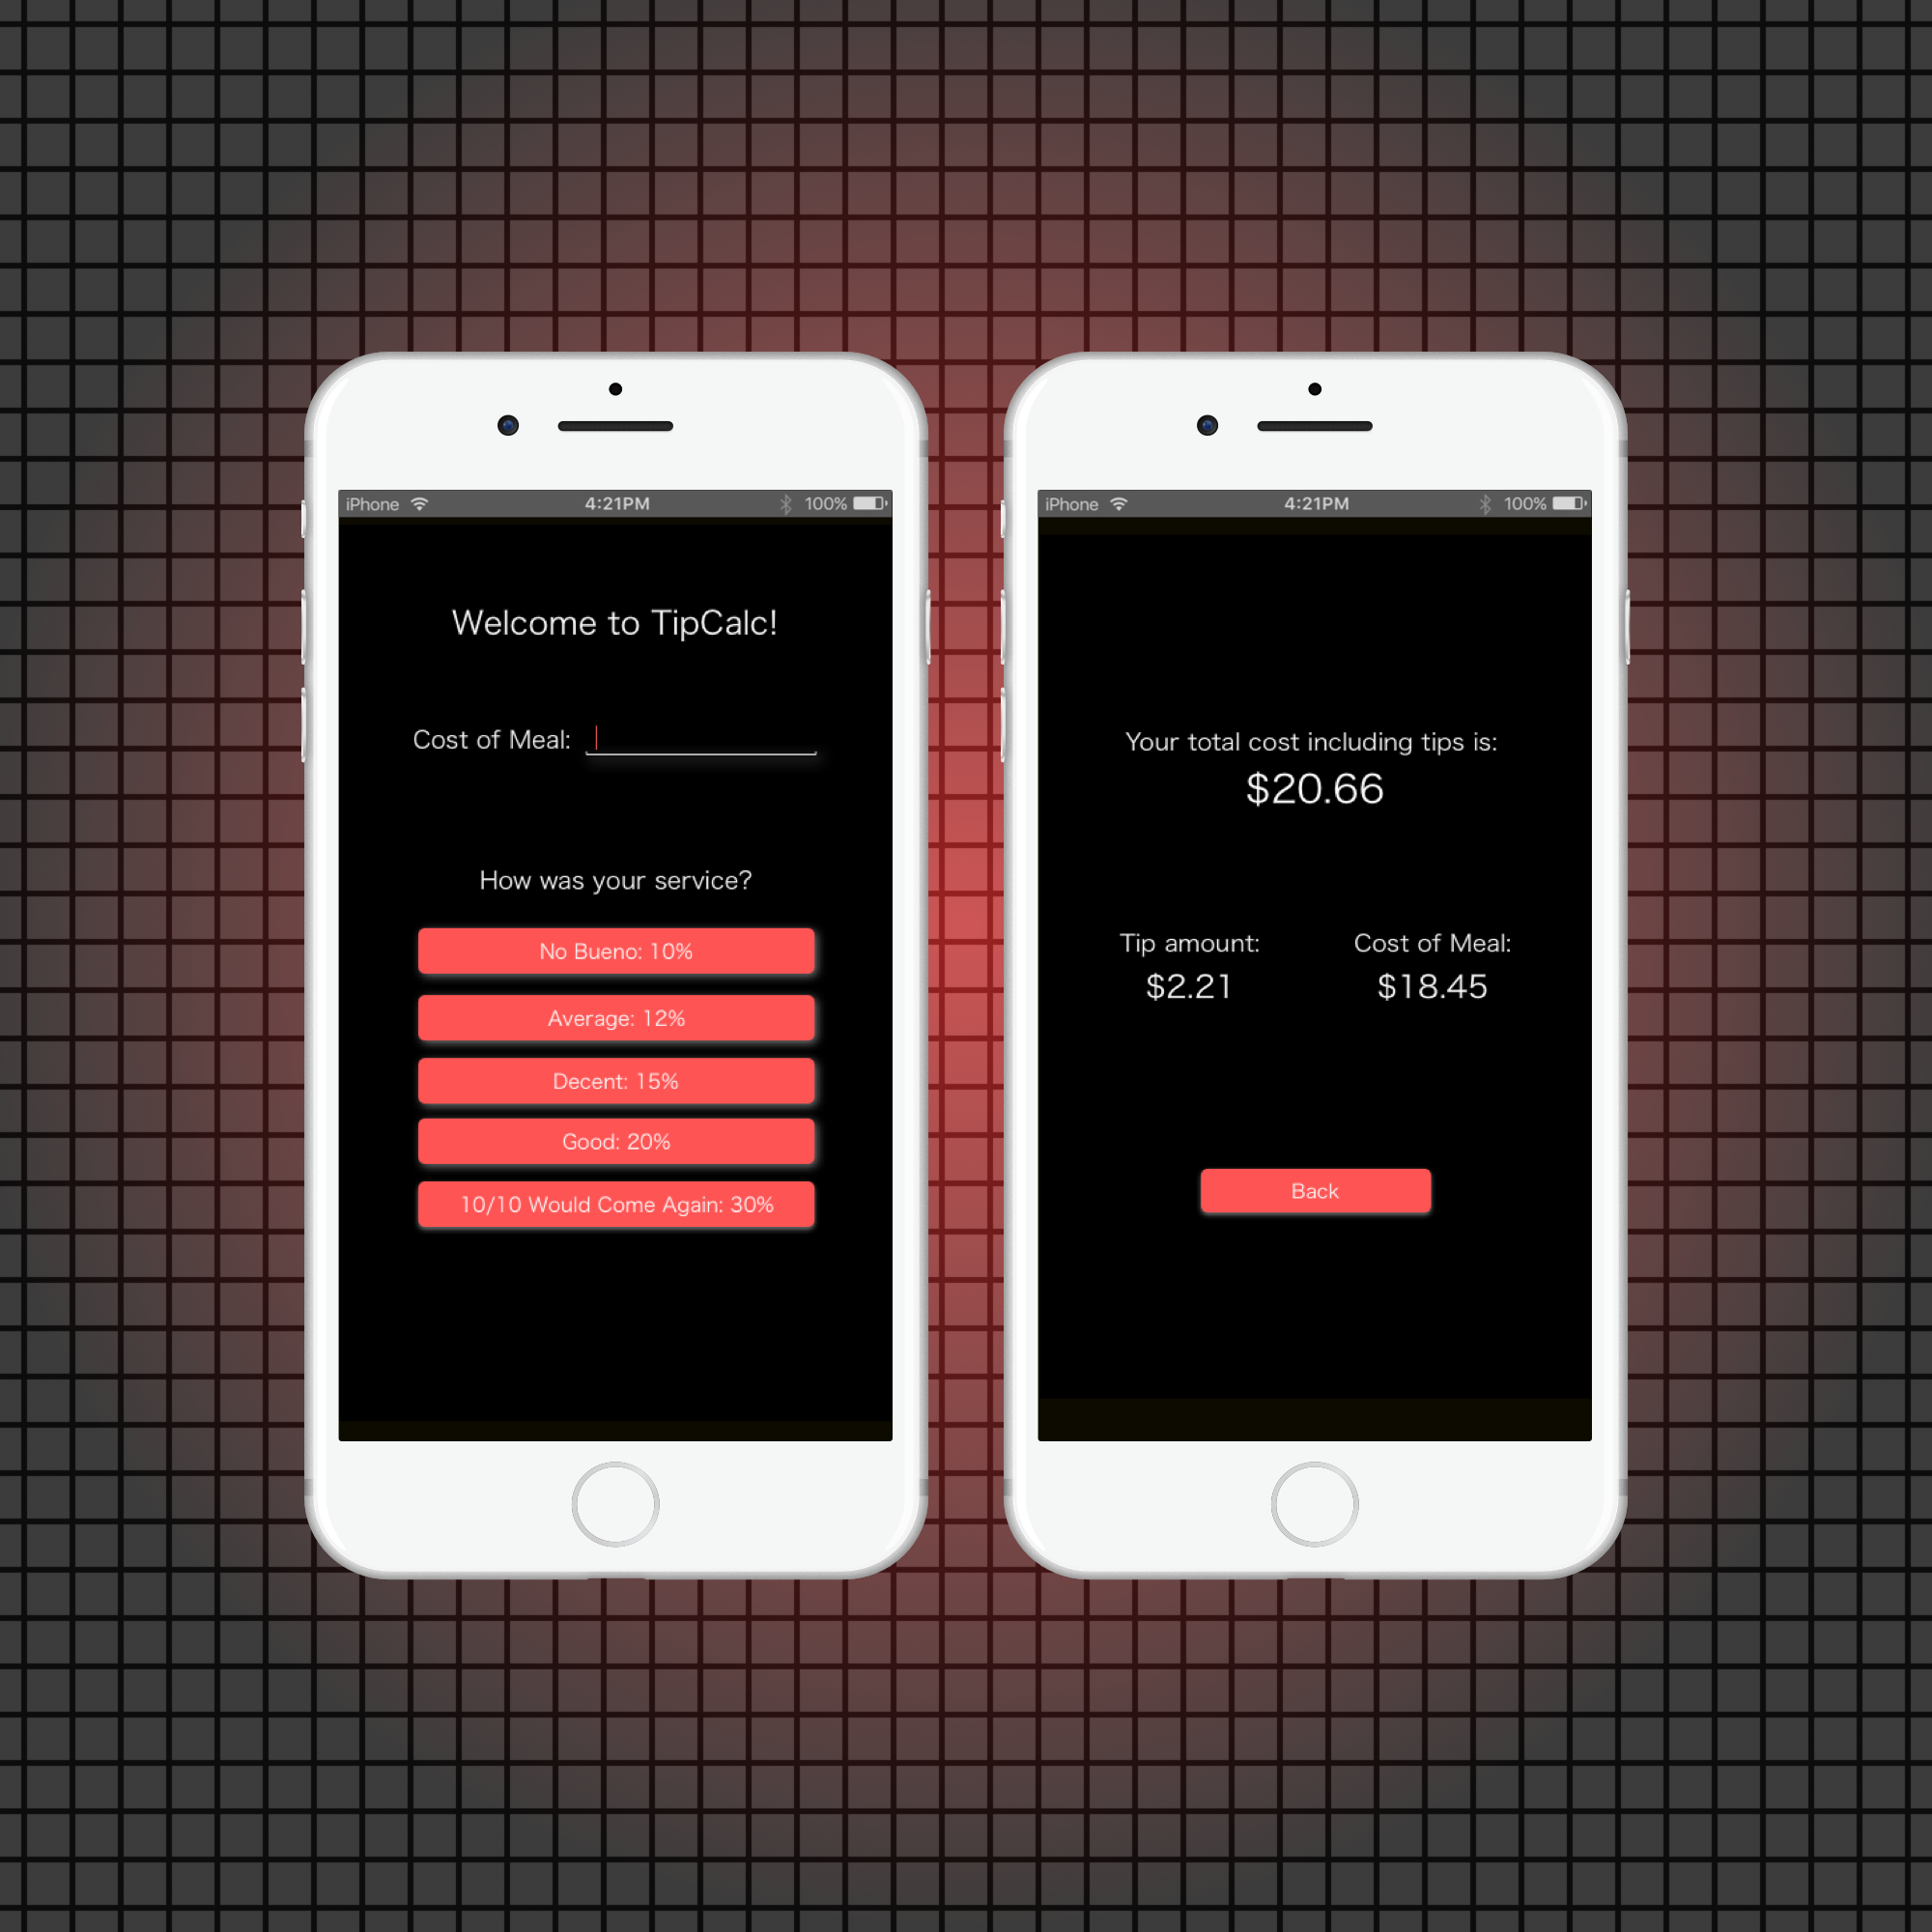 iPhone 4:21PM 100%
Welcome to TipCalc!
Cost of Meal:
How was your service?
No Bueno: 10%
Average: 12%
Decent: 15%
Good: 20%
10/10 Would Come Again: 30%
iPhone 4:21PM 100%
Your total cost including tips is:
$20.66
Tip amount: Cost of Meal:
$2.21 $18.45
Back